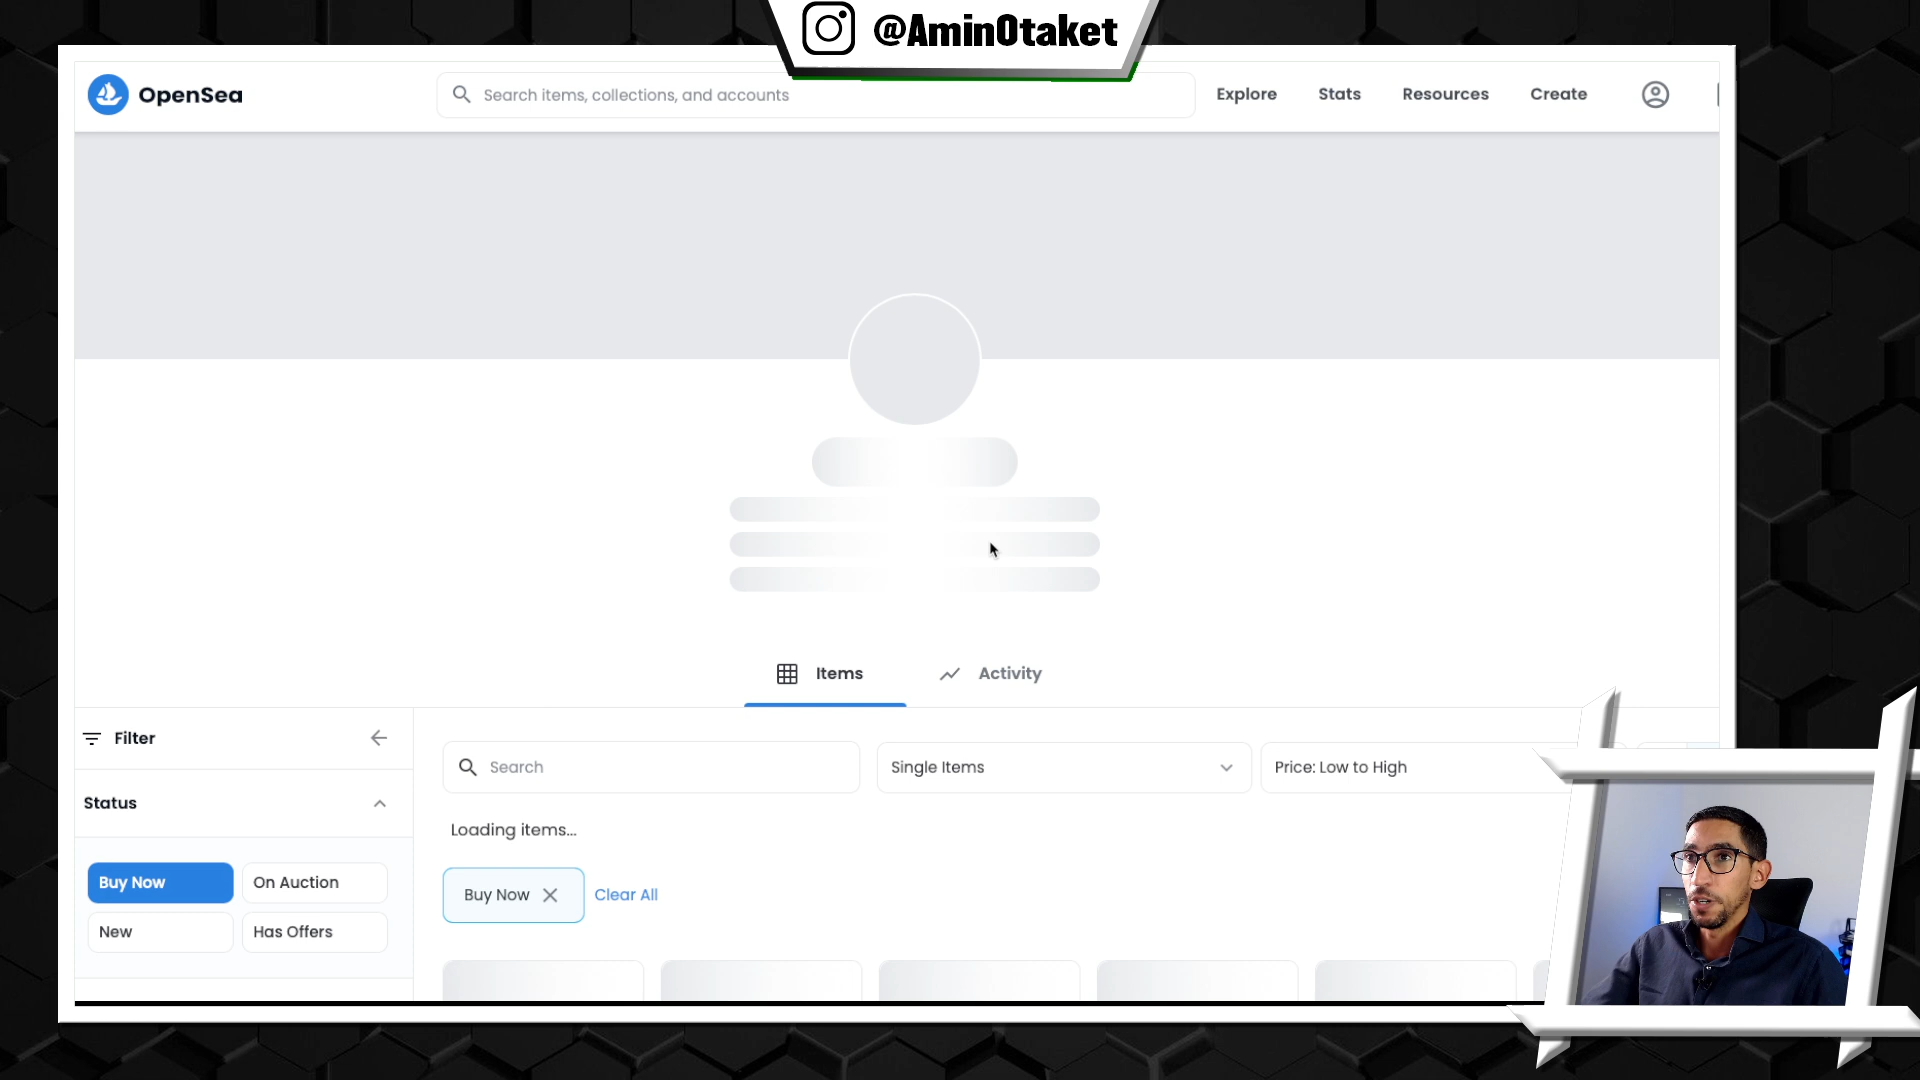 @AminOtaket
OpenSea
Search items, collections, and accounts
Explore
Stats
Resources
Create
Items
Activity
Filter
Search
Single Items
Price: Low to High
Status
Loading items...
Buy Now
On Auction
Buy Now
Clear All
New
Has Offers